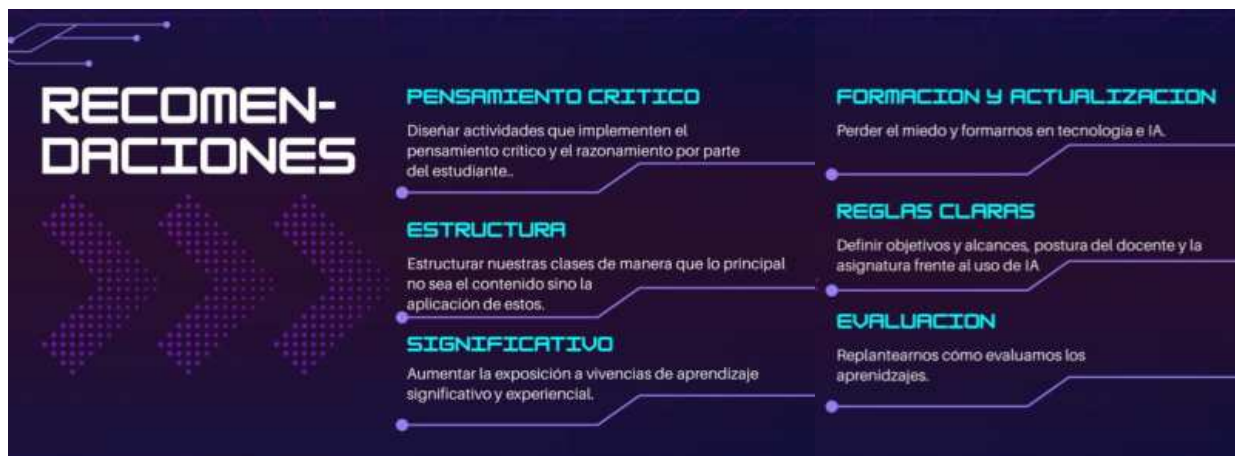 RECOMEN-
DACIONES
PENSAMIENTO CRITICO
Diseñar actividades que implementen el
pensamiento crítico y el razonamiento por parte
del estudiante..
ESTRUCTURA
Estructurar nuestras clases de manera que lo principal
no sea el contenido sino la
aplicación de estos.
SIGNIFICATIVO
Aumentar la exposición a vivencias de aprendizaje
significativo y experiencial.
FORMACION Y ACTUALIZACION
Perder el miedo y formarnos en tecnología e IA.
REGLAS CLARAS
Definir objetivos y alcances, postura del docente y la
asignatura frente al uso de IA
EVALUACION
Replantearnos cómo evaluamos los
aprenidzajes.